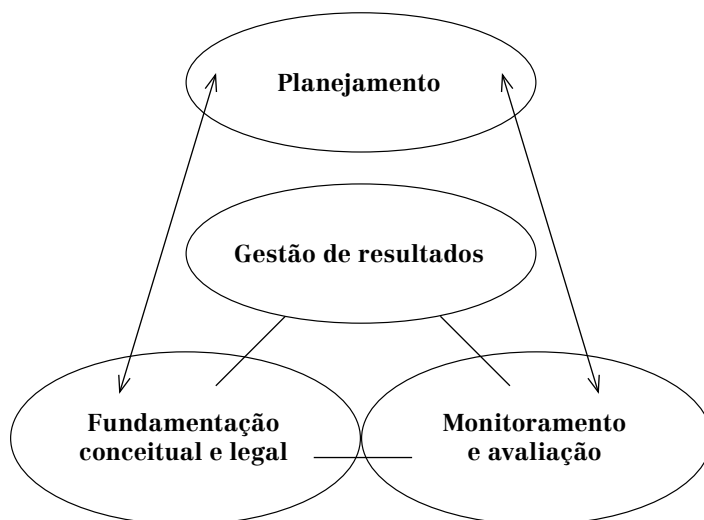 Planejamento
Gestão de resultados
Fundamentação
conceitual e legal
Monitoramento
e avaliação